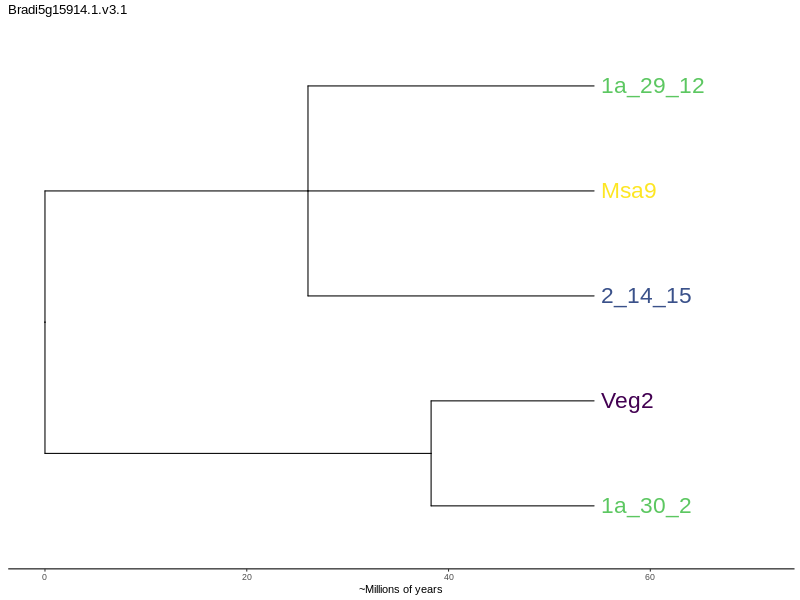 Bradi5g15914.1.v3.1
1a_29_12
Msa9
2_14_15
Veg2
1a_30_2
0 20 40 60
~Millions of years